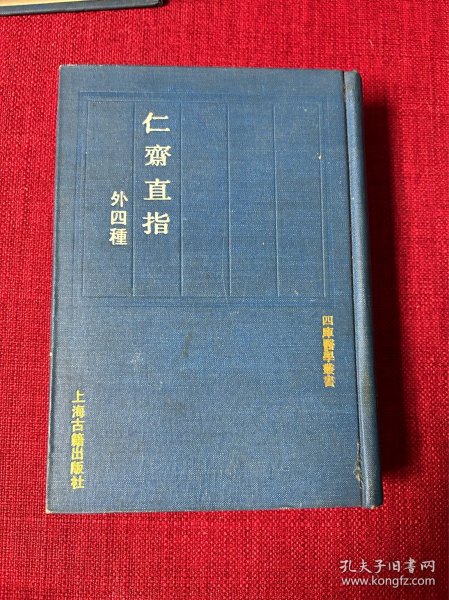 仁齋直指
外四種
四庫醫學叢書
上海古籍出版社
孔夫子旧书网
www.kongfz.com